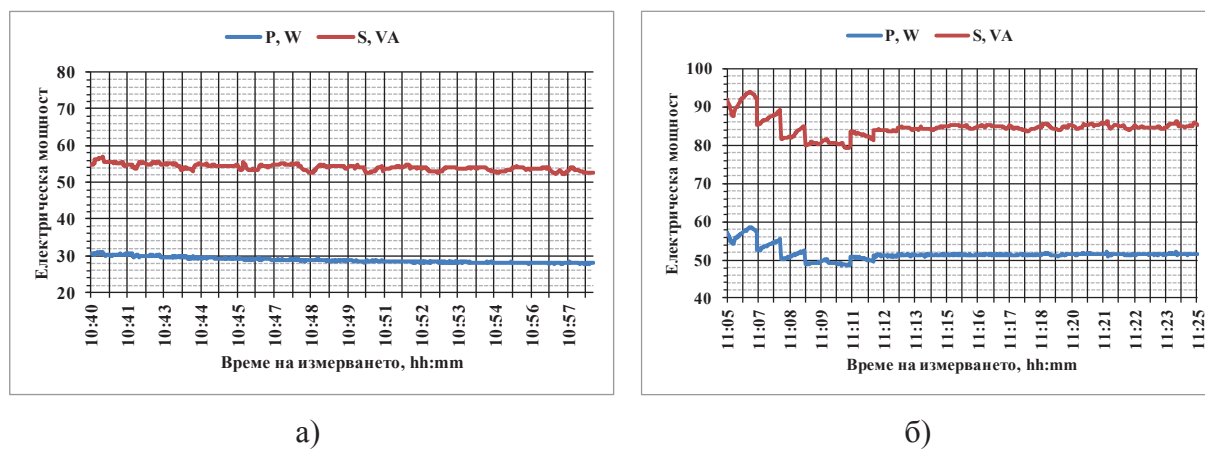 P, W S, VA
Електрическа мощност
80
70
60
50
40
30
20
10:40 10:41 10:43 10:44 10:45 10:47 10:48 10:49 10:51 10:52 10:53 10:54 10:56 10:57
Време на измерването, hh:mm
а)
P, W S, VA
Електрическа мощност
100
90
80
70
60
50
40
11:05 11:07 11:08 11:09 11:11 11:12 11:13 11:15 11:16 11:17 11:18 11:20 11:21 11:22 11:23 11:25
Време на измерването, hh:mm
б)